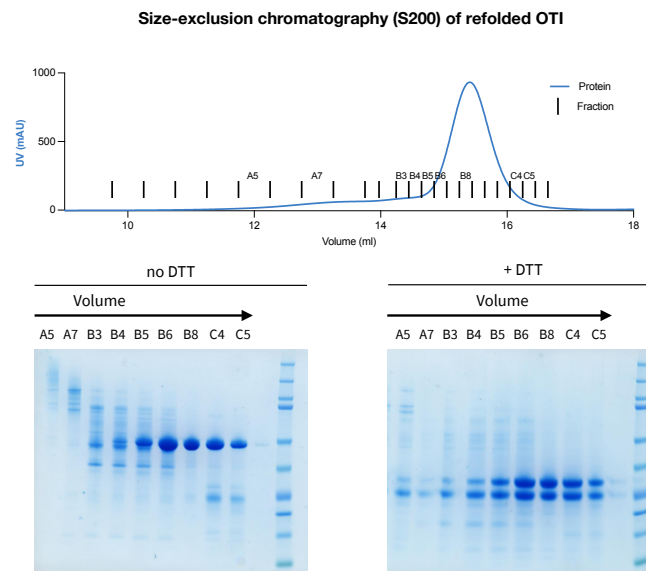 Size-exclusion chromatography (S200) of refolded OTI
1000
500
0
UV (mAU)
Protein
Fraction
A5 A7 B3 B4 B5 B6 B8 C4 C5
10 12 14 16 18
Volume (ml)
no DTT
Volume
A5 A7 B3 B4 B5 B6 B8 C4 C5
+ DTT
Volume
A5 A7 B3 B4 B5 B6 B8 C4 C5